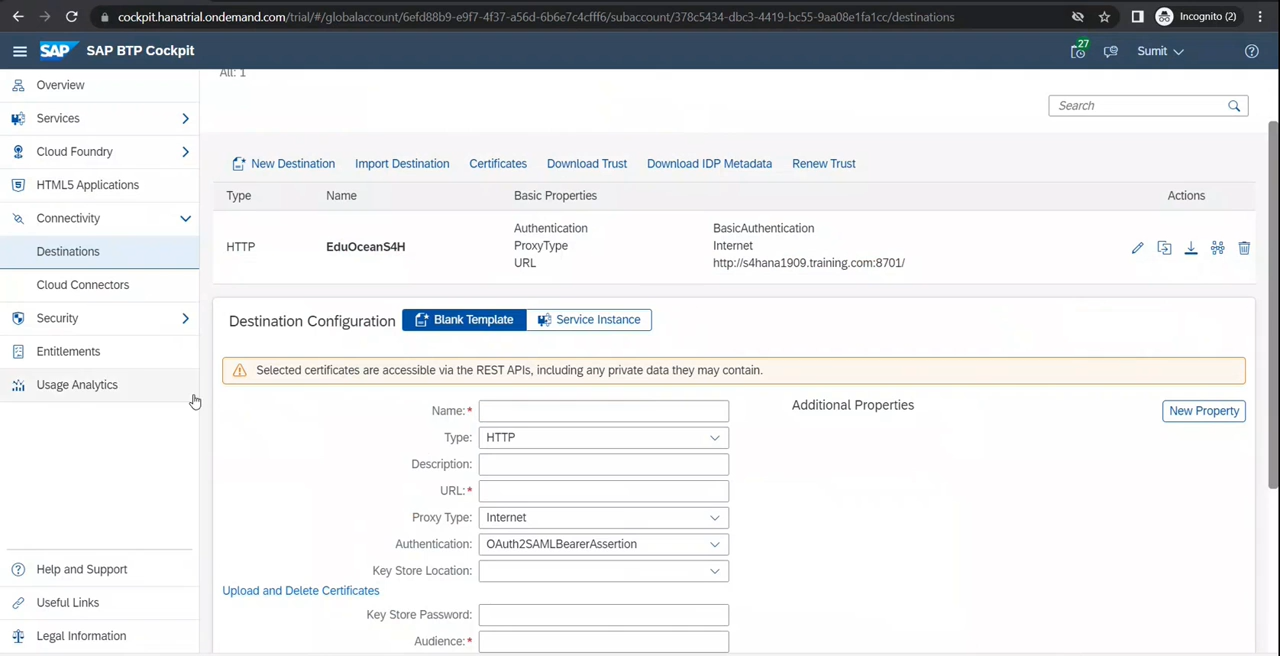 cockpit.hanatrial.ondemand.com/trial/#/globalaccount/6efd88b9-e9f7-4f37-a56d-6b6e7c4cfff6/subaccount/378c5434-dbc3-4419-bc55-9aa08e1fa1cc/destinations
Incognito (2)
SAP
SAP BTP Cockpit
27
Sumit
Overview
Services
Cloud Foundry
HTML5 Applications
Connectivity
Destinations
Cloud Connectors
Security
Entitlements
Usage Analytics
Help and Support
Useful Links
Legal Information
All: 1
Search
New Destination Import Destination Certificates Download Trust Download IDP Metadata Renew Trust
Type Name Basic Properties Actions
HTTP EduOceanS4H
Authentication BasicAuthentication
ProxyType Internet
URL http://s4hana1909.training.com:8701/
Destination Configuration Blank Template Service Instance
Selected certificates are accessible via the REST APIs, including any private data they may contain.
Name:*
Type: HTTP
Description:
URL:*
Proxy Type: Internet
Authentication: OAuth2SAMLBearerAssertion
Key Store Location:
Upload and Delete Certificates
Key Store Password:
Audience:*
Additional Properties
New Property